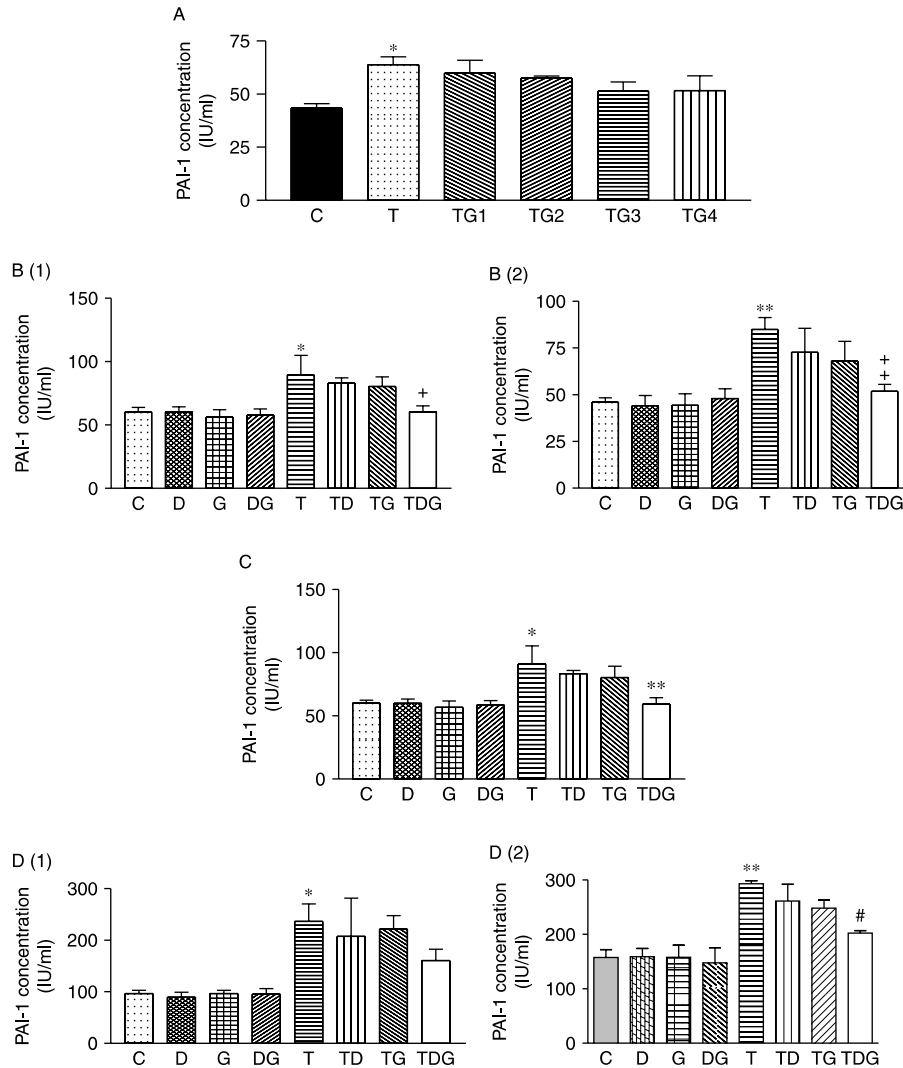 A
PAI-1 concentration
(IU/ml)
75
50
25
0
*
C T TG1 TG2 TG3 TG4
B (1)
PAI-1 concentration
(IU/ml)
150
100
50
0
*
+
C D G DG T TD TG TDG
B (2)
PAI-1 concentration
(IU/ml)
100
75
50
25
0
**
+
+
C D G DG T TD TG TDG
C
PAI-1 concentration
(IU/ml)
150
100
50
0
*
**
C D G DG T TD TG TDG
D (1)
PAI-1 concentration
(IU/ml)
300
200
100
0
*
C D G DG T TD TG TDG
D (2)
PAI-1 concentration
(IU/ml)
300
200
100
0
**
#
C D G DG T TD TG TDG